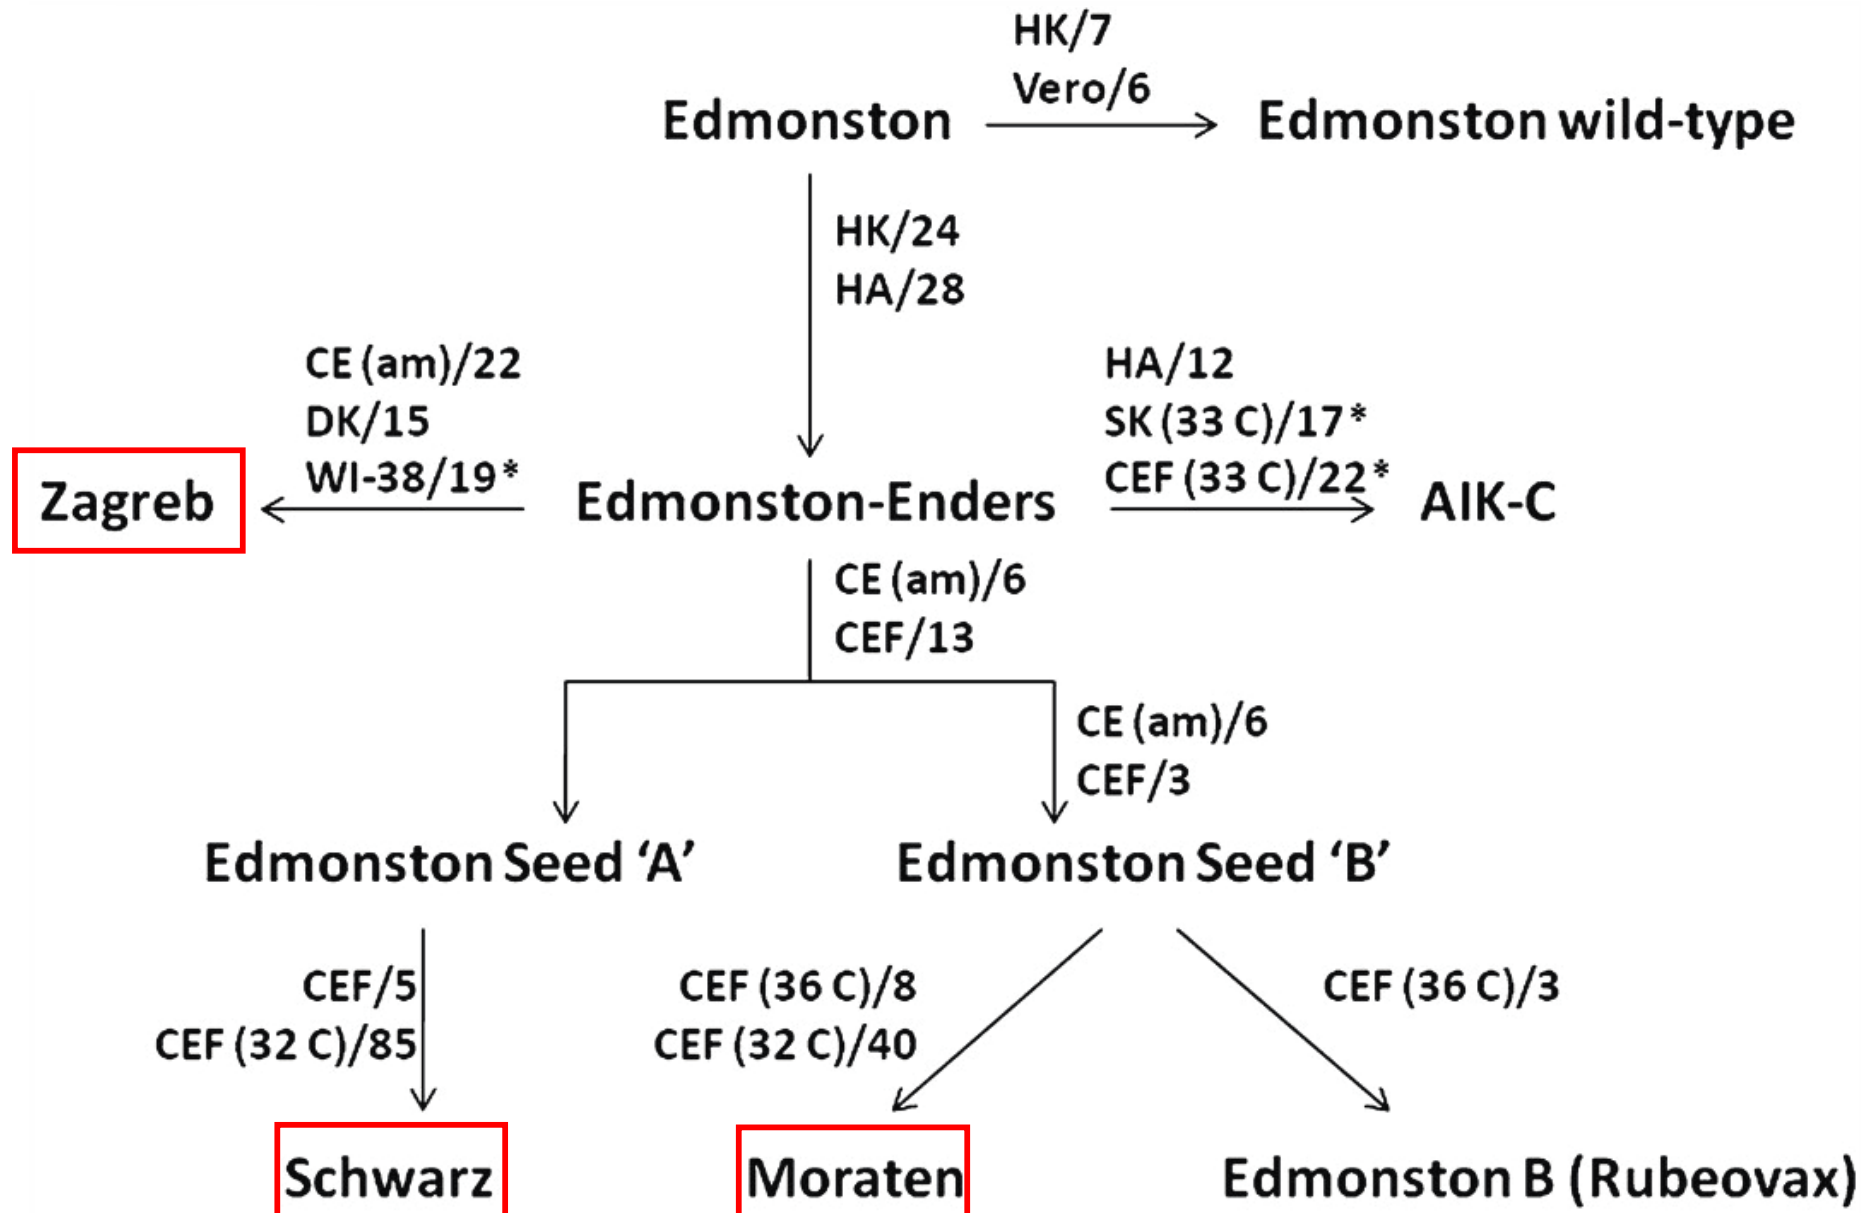 HK/7
Vero/6
Edmonston
Edmonston wild-type
HK/24
HA/28
CE (am)/22
DK/15
WI-38/19*
HA/12
SK (33 C)/17*
CEF (33 C)/22*
Zagreb
Edmonston-Enders
AIK-C
CE (am)/6
CEF/13
CE (am)/6
CEF/3
Edmonston Seed ‘A’
Edmonston Seed ‘B’
CEF/5
CEF (32 C)/85
CEF (36 C)/8
CEF (32 C)/40
CEF (36 C)/3
Schwarz
Moraten
Edmonston B (Rubeovax)